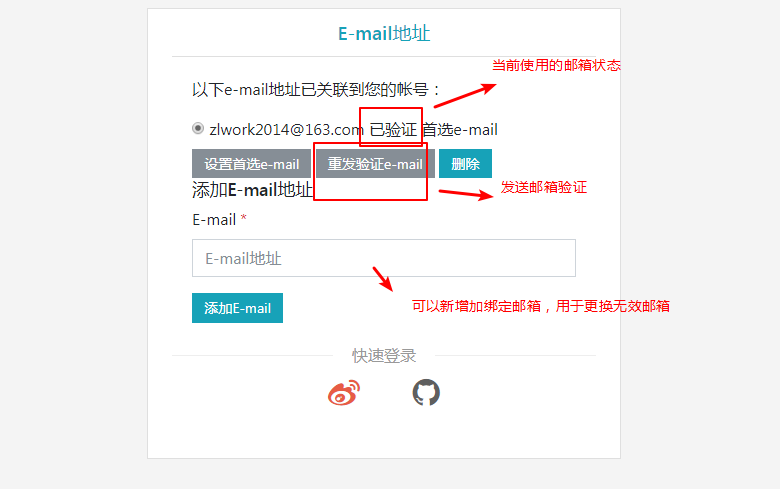 E-mail地址
当前使用的邮箱状态
以下e-mail地址已关联到您的帐号：
zlwork2014@163.com 已验证 首选e-mail
设置首选e-mail 重发验证e-mail 删除
添加E-mail地址
发送邮箱验证
E-mail *
E-mail地址
添加E-mail
可以新增加绑定邮箱，用于更换无效邮箱
快速登录